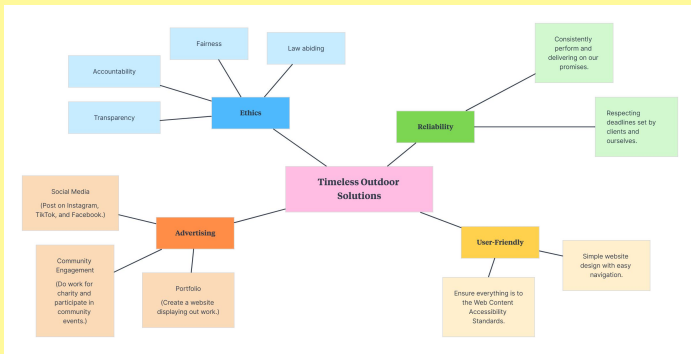 Fairness
Law abiding
Accountability
Transparency
Ethics
Consistently
perform and
delivering on our
promises.
Reliability
Respecting
deadlines set by
clients and
ourselves.
Timeless Outdoor
Solutions
Social Media
(Post on Instagram,
TikTok, and Facebook.)
Advertising
Community
Engagement
(Do work for
charity and
participate in
community
events.)
Portfolio
(Create a website
displaying out work.)
User-Friendly
Simple website
design with easy
navigation.
Ensure everything is to
the Web Content
Accessibility
Standards.